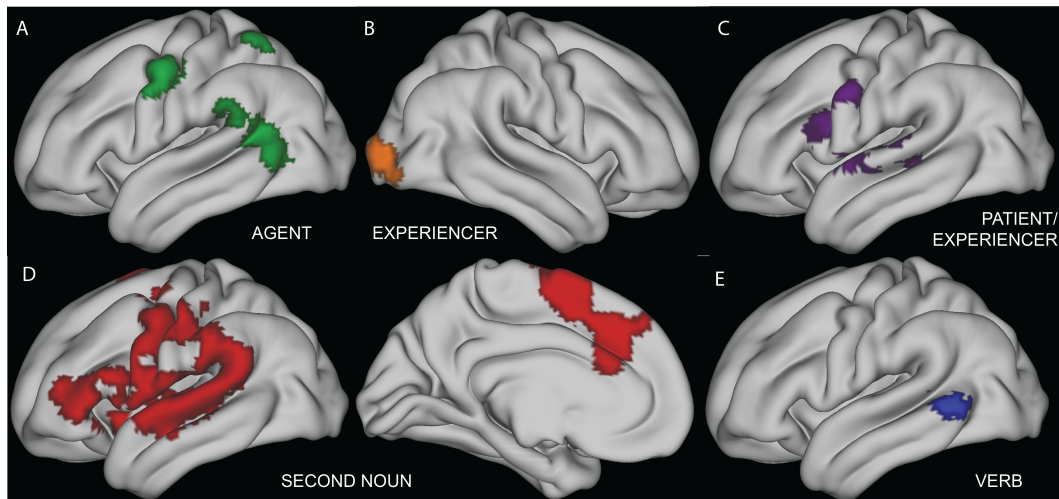 A
B
C
AGENT
EXPERIENCER
PATIENT/
EXPERIENCER
D
E
SECOND NOUN
VERB